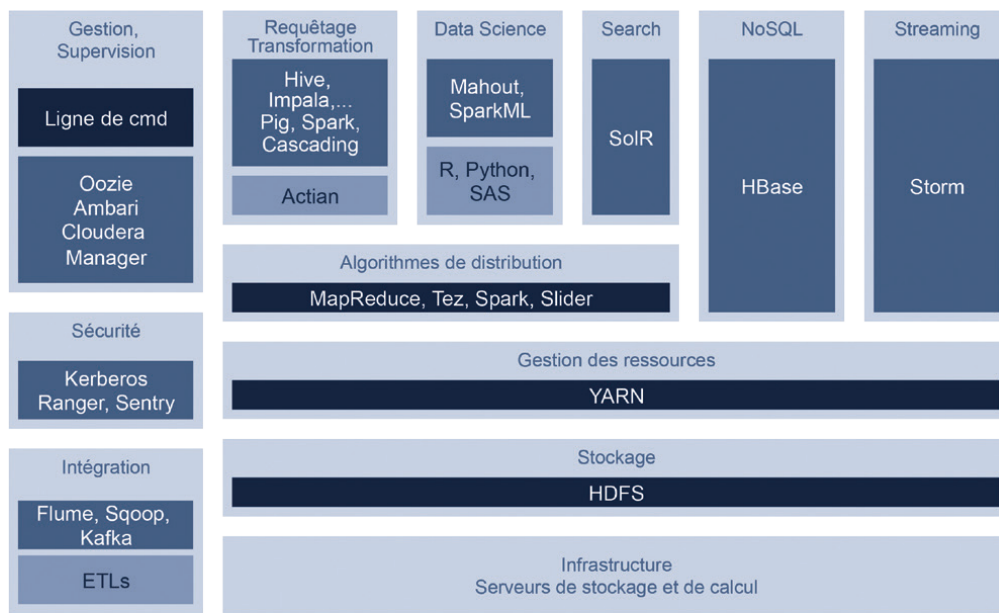 Gestion,
Supervision
Ligne de cmd
Oozie
Ambari
Cloudera
Manager
Sécurité
Kerberos
Ranger, Sentry
Intégration
Flume, Sqoop,
Kafka
ETLs
Requêtage
Transformation
Hive,
Impala,...
Pig, Spark,
Cascading
Actian
Data Science
Mahout,
SparkML
R, Python,
SAS
Search
SolR
NoSQL
HBase
Streaming
Storm
Algorithmes de distribution
MapReduce, Tez, Spark, Slider
Gestion des ressources
YARN
Stockage
HDFS
Infrastructure
Serveurs de stockage et de calcul